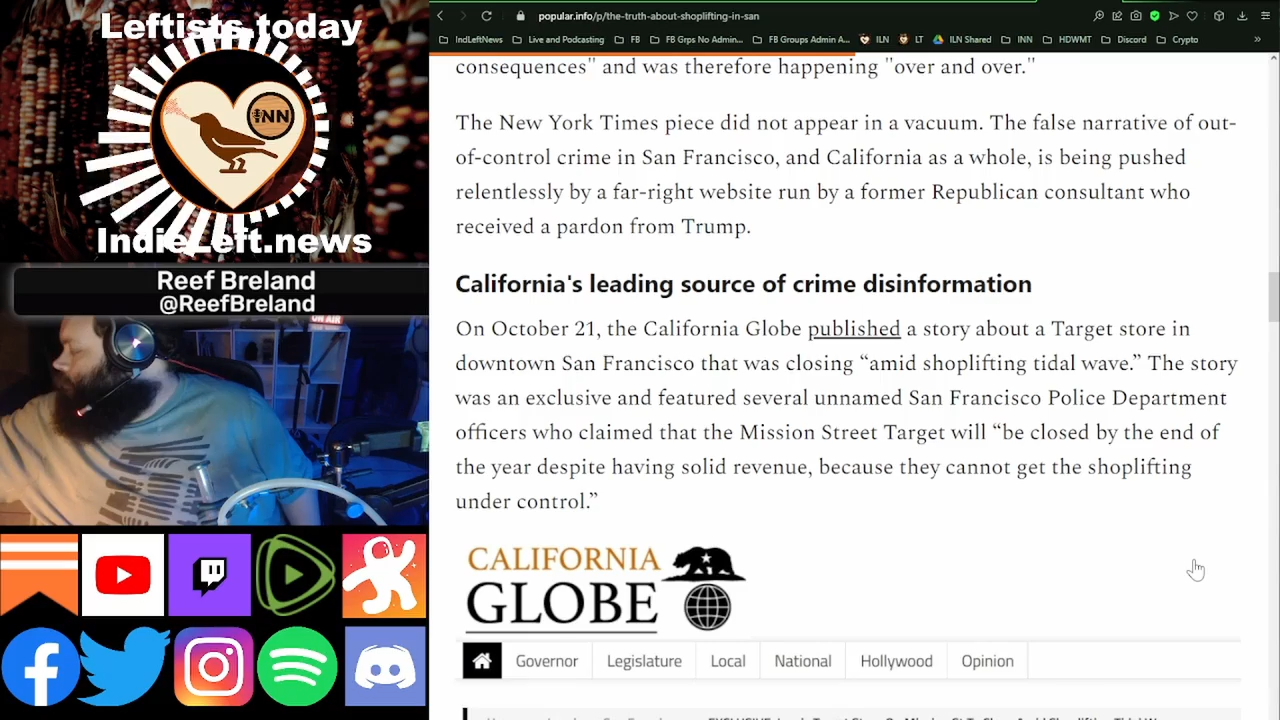 Leftists.today
INN
IndieLeft.news
Reef Breland
@ReefBreland
ON AIR
popular.info/p/the-truth-about-shoplifting-in-san
IndLeftNews
Live and Podcasting
FB
FB Grps No Admin...
FB Groups Admin A...
ILN
ILN Shared
INN
HDWMT
Discord
Crypto
»
consequences" and was therefore happening "over and over."
The New York Times piece did not appear in a vacuum. The false narrative of out-
of-control crime in San Francisco, and California as a whole, is being pushed
relentlessly by a far-right website run by a former Republican consultant who
received a pardon from Trump.
California's leading source of crime disinformation
On October 21, the California Globe published a story about a Target store in
downtown San Francisco that was closing “amid shoplifting tidal wave.” The story
was an exclusive and featured several unnamed San Francisco Police Department
officers who claimed that the Mission Street Target will “be closed by the end of
the year despite having solid revenue, because they cannot get the shoplifting
under control.”
CALIFORNIA
GLOBE
Governor
Legislature
Local
National
Hollywood
Opinion